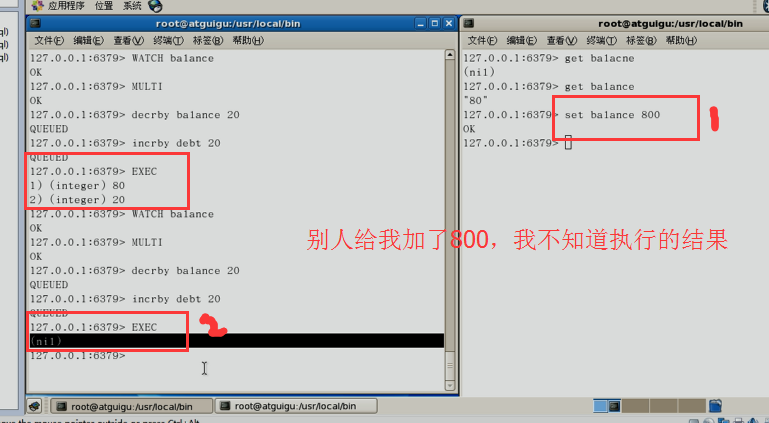 应用程序 位置 系统
root@atguigu:/usr/local/bin
文件(F) 编辑(E) 查看(V) 终端(T) 标签(B) 帮助(H)
127.0.0.1:6379> WATCH balance
OK
127.0.0.1:6379> MULTI
OK
127.0.0.1:6379> decrby balance 20
QUEUED
127.0.0.1:6379> incrby debt 20
QUEUED
127.0.0.1:6379> EXEC
1) (integer) 80
2) (integer) 20
127.0.0.1:6379> WATCH balance
OK
127.0.0.1:6379> MULTI
OK
127.0.0.1:6379> decrby balance 20
QUEUED
127.0.0.1:6379> incrby debt 20
QUEUED
127.0.0.1:6379> EXEC
(nil)
127.0.0.1:6379>
2
root@atguigu:/usr/local/bin
文件(F) 编辑(E) 查看(V) 终端(T) 标签(B) 帮助(H)
127.0.0.1:6379> get balacne
(nil)
127.0.0.1:6379> get balance
"80"
127.0.0.1:6379> set balance 800
OK
127.0.0.1:6379>
1
别人给我加了800，我不知道执行的结果
root@atguigu:/usr/local/bin
root@atguigu:/usr/local/bin